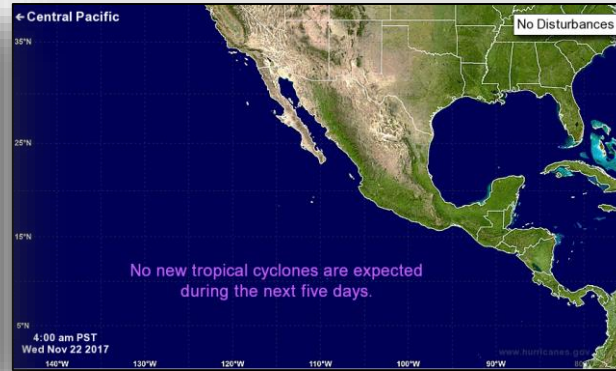 ←Central Pacific
No Disturbances
35°N
25°N
15°N
No new tropical cyclones are expected
during the next five days.
5°N
4:00 am PST
Wed Nov 22 2017
www.hurricanes.gov
140°W 130°W 120°W 110°W 100°W 90°W